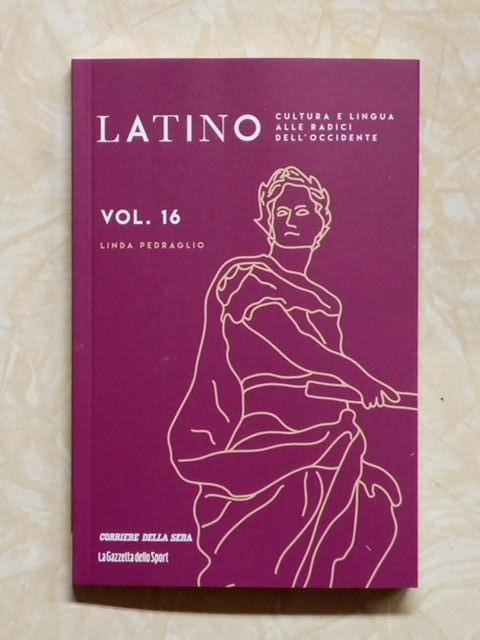 LATINO
CULTURA E LINGUA
ALLE RADICI
DELL'OCCIDENTE
VOL. 16
LINDA PEDRAGLIO
CORRIERE DELLA SERA
La Gazzetta dello Sport